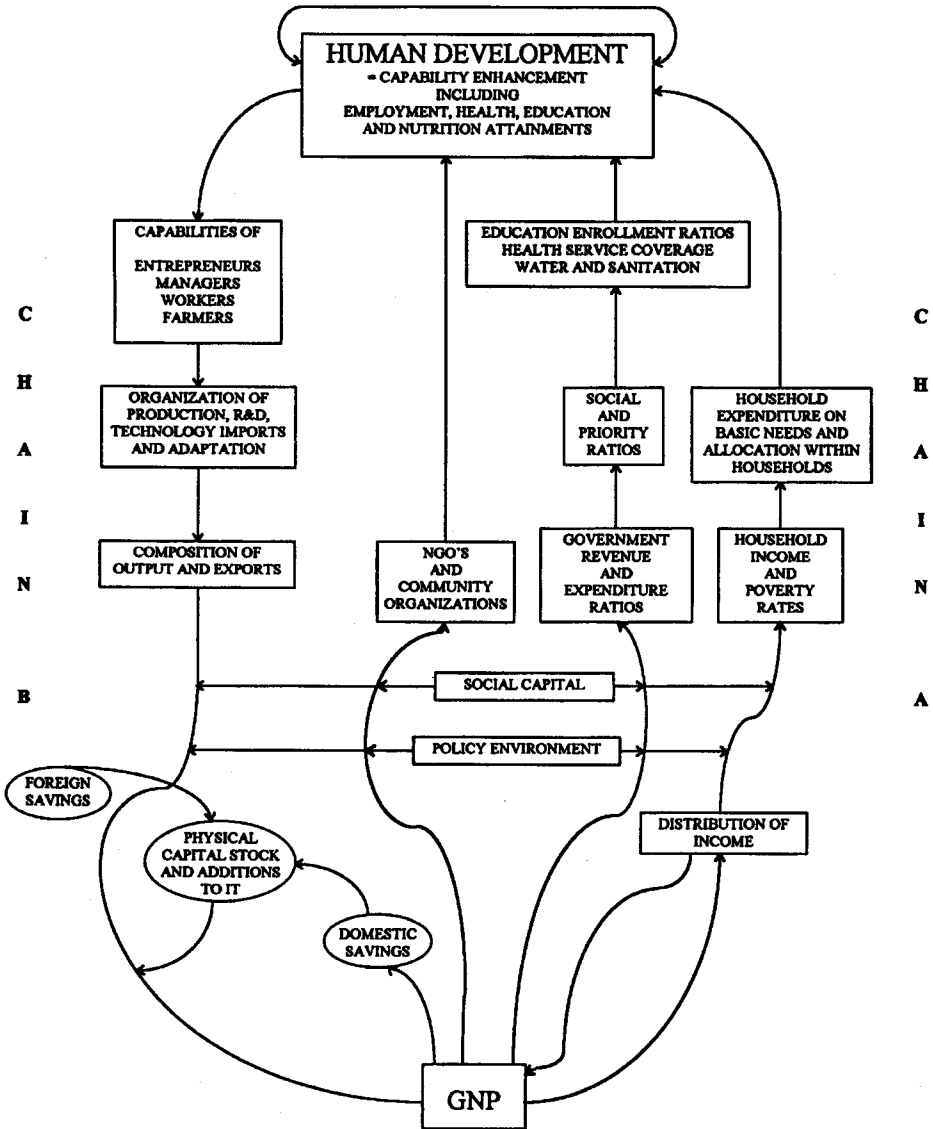 HUMAN DEVELOPMENT
= CAPABILITY ENHANCEMENT
INCLUDING
EMPLOYMENT, HEALTH, EDUCATION
AND NUTRITION ATTAINMENTS
CAPABILITIES OF
ENTREPRENEURS
MANAGERS
WORKERS
FARMERS
EDUCATION ENROLLMENT RATIOS
HEALTH SERVICE COVERAGE
WATER AND SANITATION
C
H
A
I
N
B
C
H
A
I
N
A
ORGANIZATION OF
PRODUCTION, R&D,
TECHNOLOGY IMPORTS
AND ADAPTATION
SOCIAL
AND
PRIORITY
RATIOS
HOUSEHOLD
EXPENDITURE ON
BASIC NEEDS AND
ALLOCATION WITHIN
HOUSEHOLDS
COMPOSITION OF
OUTPUT AND EXPORTS
NGO'S
AND
COMMUNITY
ORGANIZATIONS
GOVERNMENT
REVENUE
AND
EXPENDITURE
RATIOS
HOUSEHOLD
INCOME
AND
POVERTY
RATES
SOCIAL CAPITAL
POLICY ENVIRONMENT
FOREIGN
SAVINGS
PHYSICAL
CAPITAL STOCK
AND ADDITIONS
TO IT
DISTRIBUTION OF
INCOME
DOMESTIC
SAVINGS
GNP